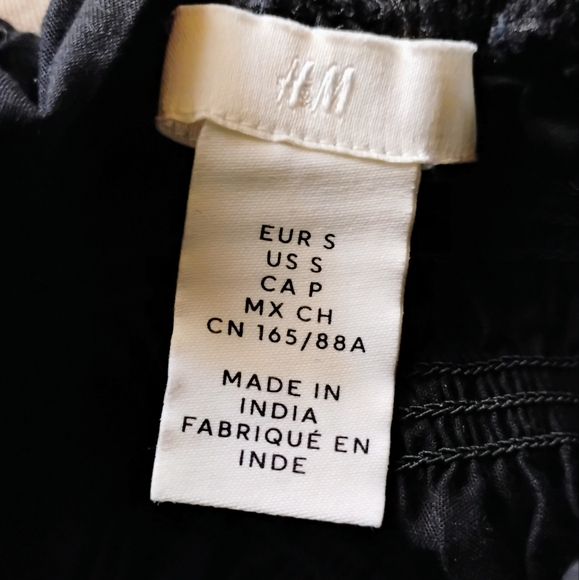 H&M
EUR S
US S
CA P
MX CH
CN 165/88A
MADE IN
INDIA
FABRIQUÉ EN
INDE